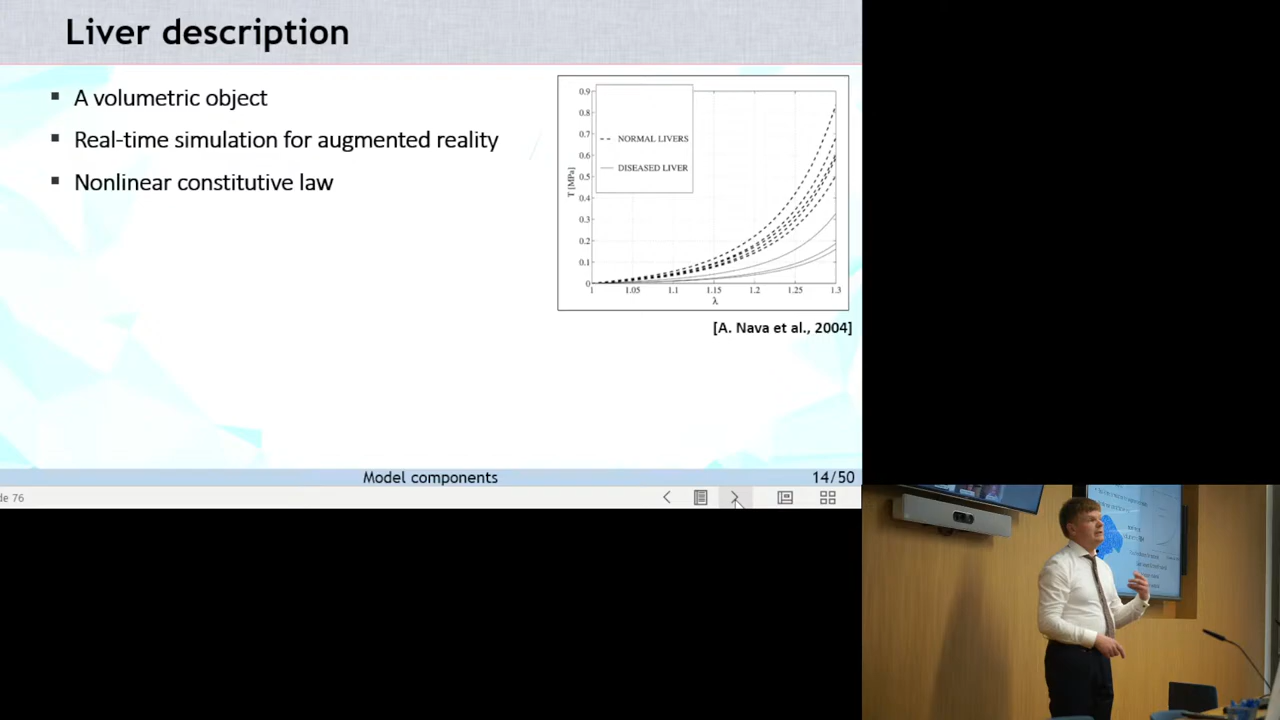 Liver description
▪ A volumetric object
▪ Real-time simulation for augmented reality
▪ Nonlinear constitutive law
0.9
0.8
0.7
0.6
0.5
0.4
0.3
0.2
0.1
0
T [MPa]
NORMAL LIVERS
DISEASED LIVER
1 1.05 1.1 1.15 1.2 1.25 1.3
λ
[A. Nava et al., 2004]
Model components 14/50
de 76